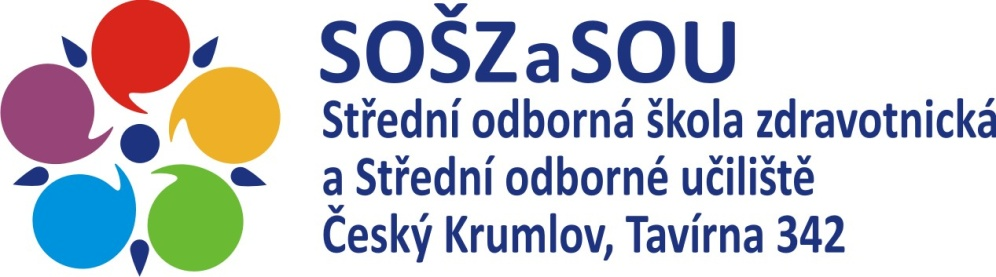 SOŠZaSOU
Střední odborná škola zdravotnická
a Střední odborné učiliště
Český Krumlov, Tavírna 342